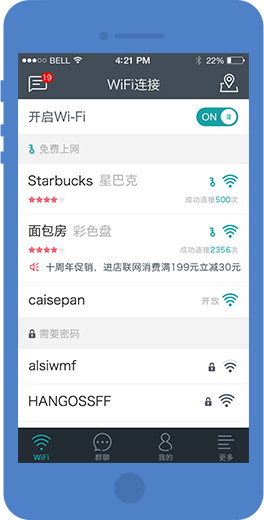 BELL 4:21 PM 22%
19
WiFi连接
开启Wi-Fi ON
免费上网
Starbucks 星巴克
成功连接500次
面包房 彩色盘
成功连接2356次
十周年促销，进店联网消费满199元立减30元
caisepan 开放
需要密码
alsiwmf
HANGOSSFF
WiFi 群聊 我的 更多